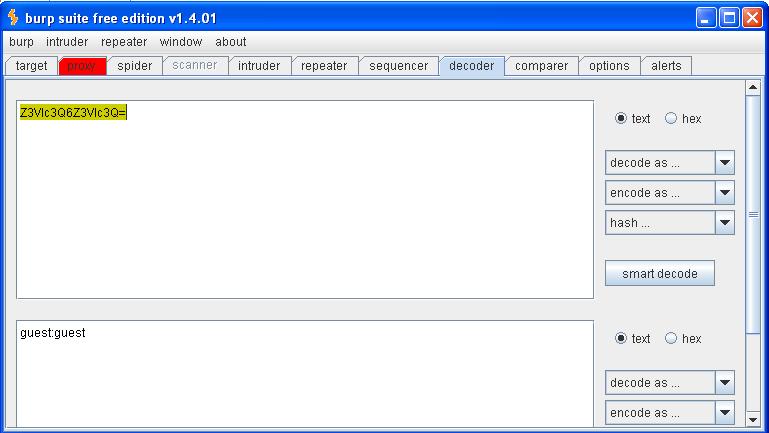 burp suite free edition v1.4.01
burp intruder repeater window about
target proxy spider scanner intruder repeater sequencer decoder comparer options alerts
Z3Vlc3Q6Z3Vlc3Q=
text hex
decode as ...
encode as ...
hash ...
smart decode
guest:guest
text hex
decode as ...
encode as ...